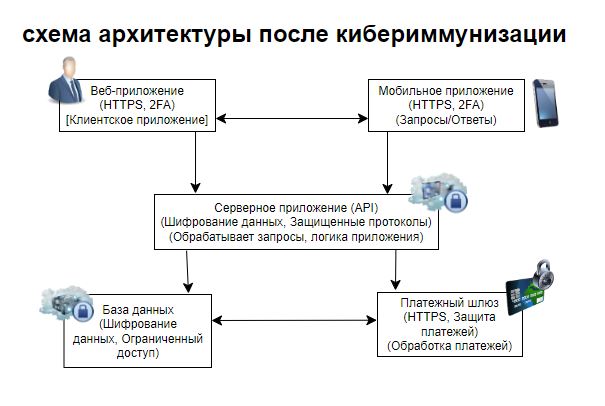 схема архитектуры после кибериммунизации
Веб-приложение
(HTTPS, 2FA)
[Клиентское приложение]
Мобильное приложение
(HTTPS, 2FA)
(Запросы/Ответы)
Серверное приложение (API)
(Шифрование данных, Защищенные протоколы)
(Обрабатывает запросы, логика приложения)
База данных
(Шифрование
данных, Ограниченный
доступ)
Платежный шлюз
(HTTPS, Защита
платежей)
(Обработка платежей)